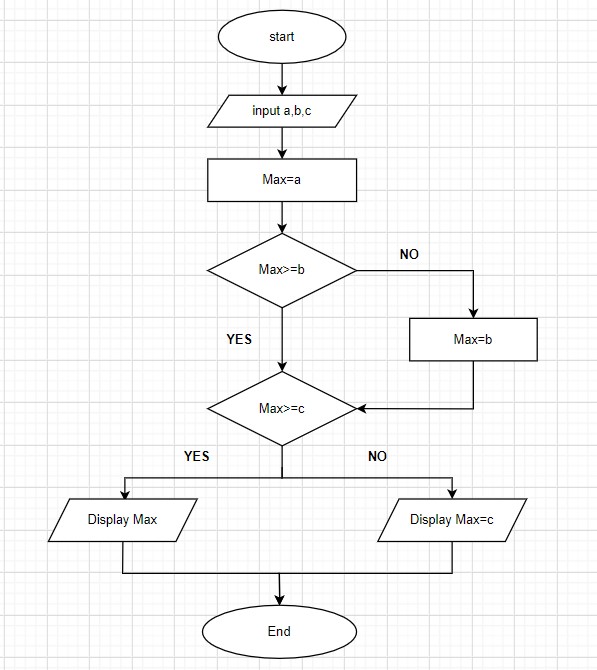 start
input a,b,c
Max=a
Max>=b
NO
YES
Max=b
Max>=c
YES
NO
Display Max
Display Max=c
End